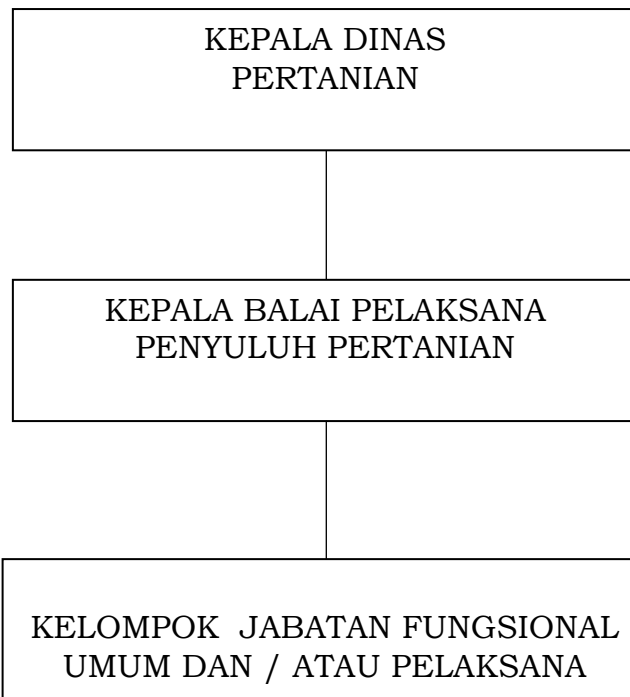 KEPALA DINAS
PERTANIAN
KEPALA BALAI PELAKSANA
PENYULUH PERTANIAN
KELOMPOK  JABATAN FUNGSIONAL
UMUM DAN / ATAU PELAKSANA